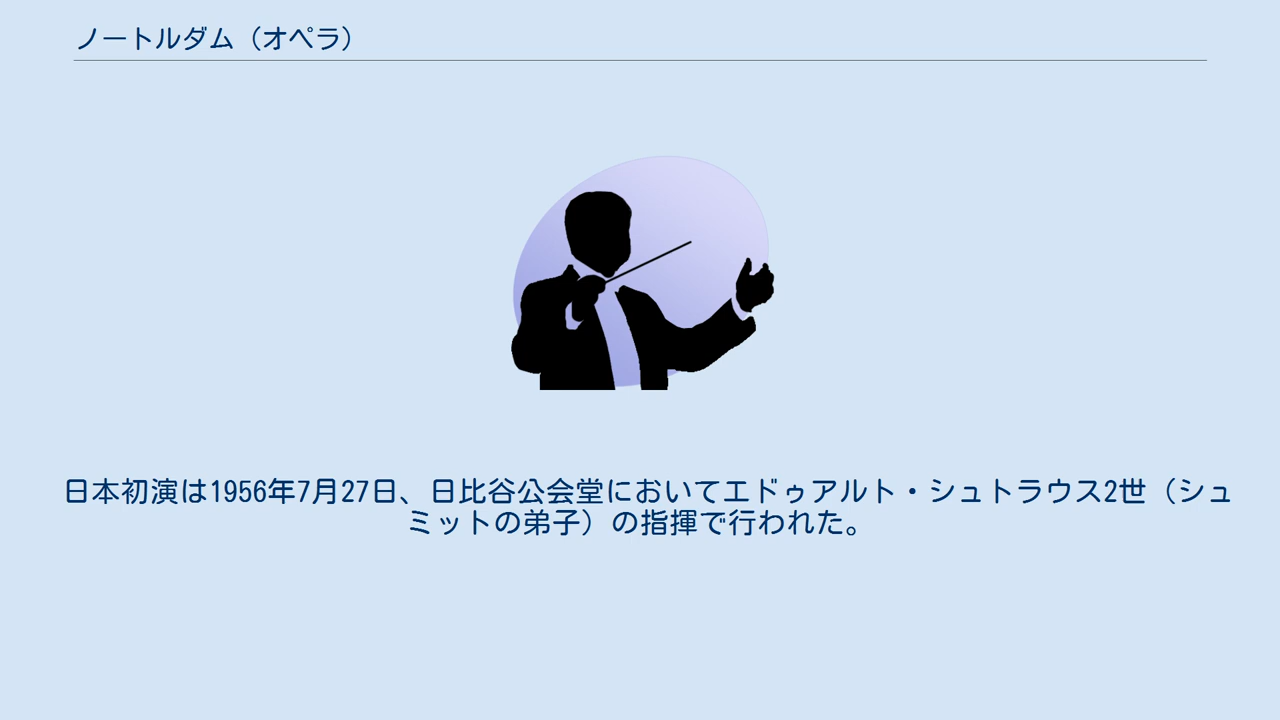 ノートルダム（オペラ）
日本初演は1956年7月27日、日比谷公会堂においてエドゥアルト・シュトラウス2世（シュ
ミットの弟子）の指揮で行われた。